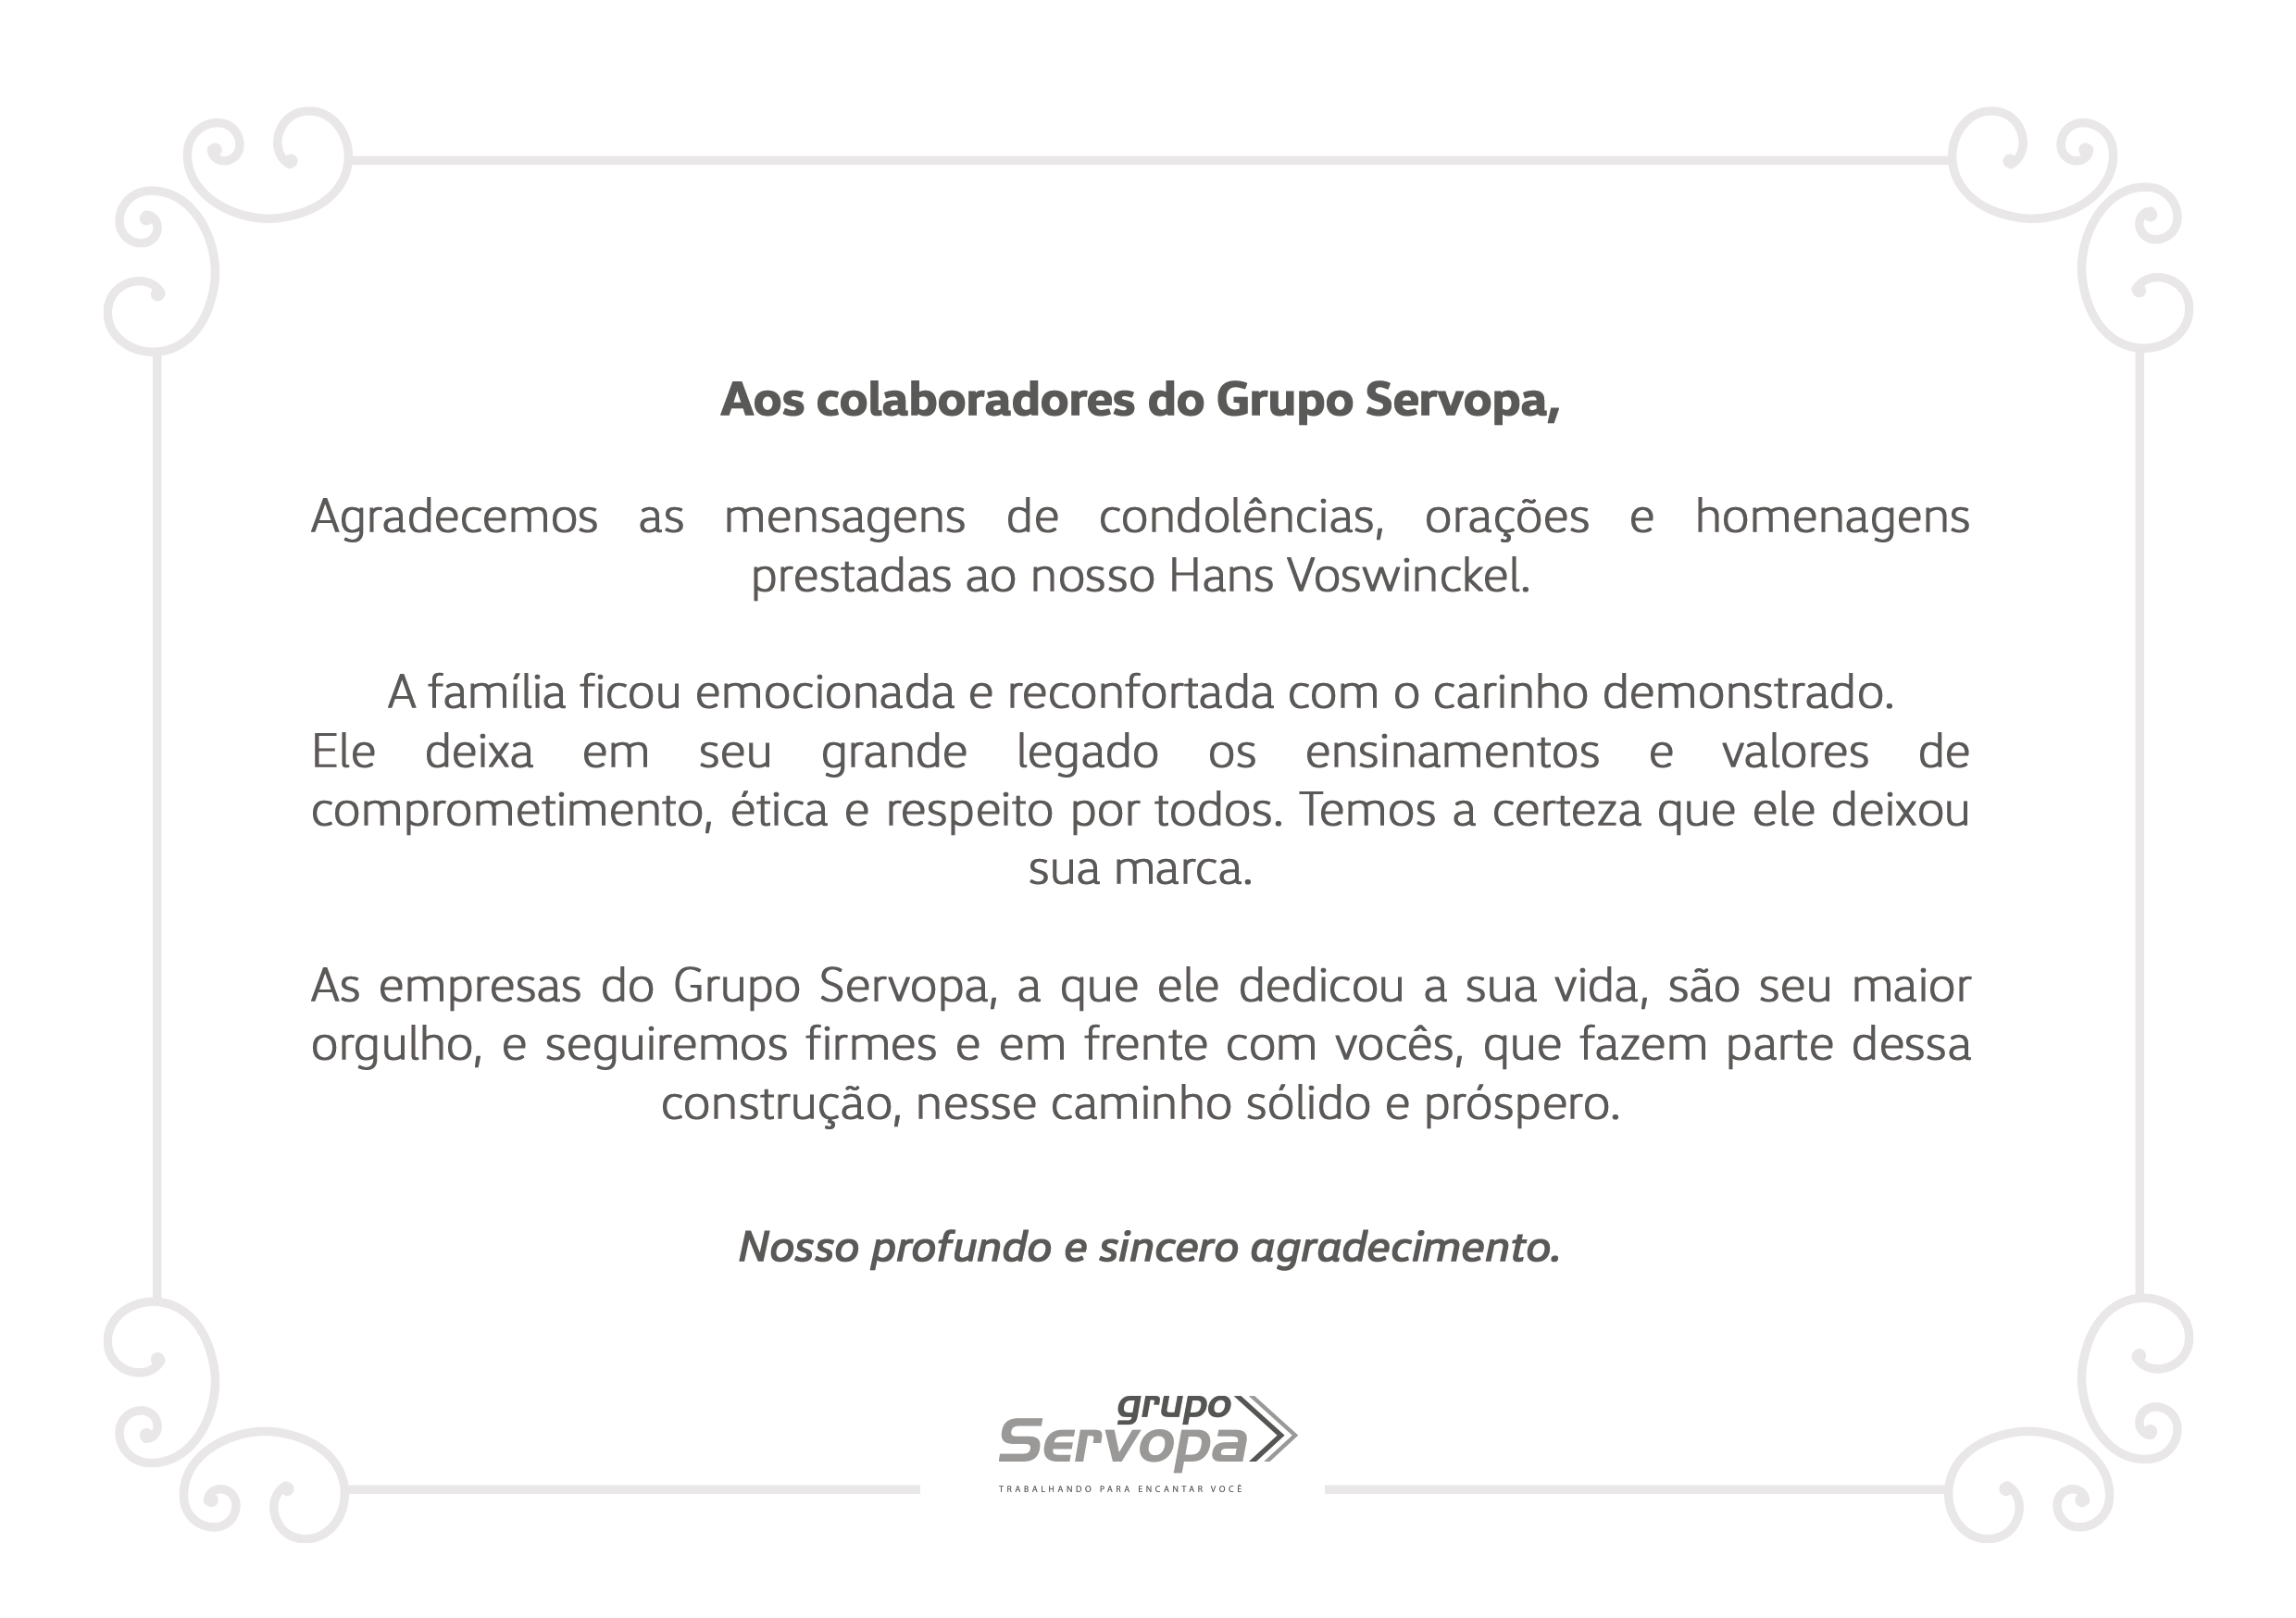 Aos colaboradores do Grupo Servopa,
Agradecemos as mensagens de condolências, orações e homenagens
prestadas ao nosso Hans Voswinckel.
A família ficou emocionada e reconfortada com o carinho demonstrado.
Ele deixa em seu grande legado os ensinamentos e valores de
comprometimento, ética e respeito por todos. Temos a certeza que ele deixou
sua marca.
As empresas do Grupo Servopa, a que ele dedicou a sua vida, são seu maior
orgulho, e seguiremos firmes e em frente com vocês, que fazem parte dessa
construção, nesse caminho sólido e próspero.
Nosso profundo e sincero agradecimento.
grupo
Servopa
TRABALHANDO PARA ENCANTAR VOCÊ